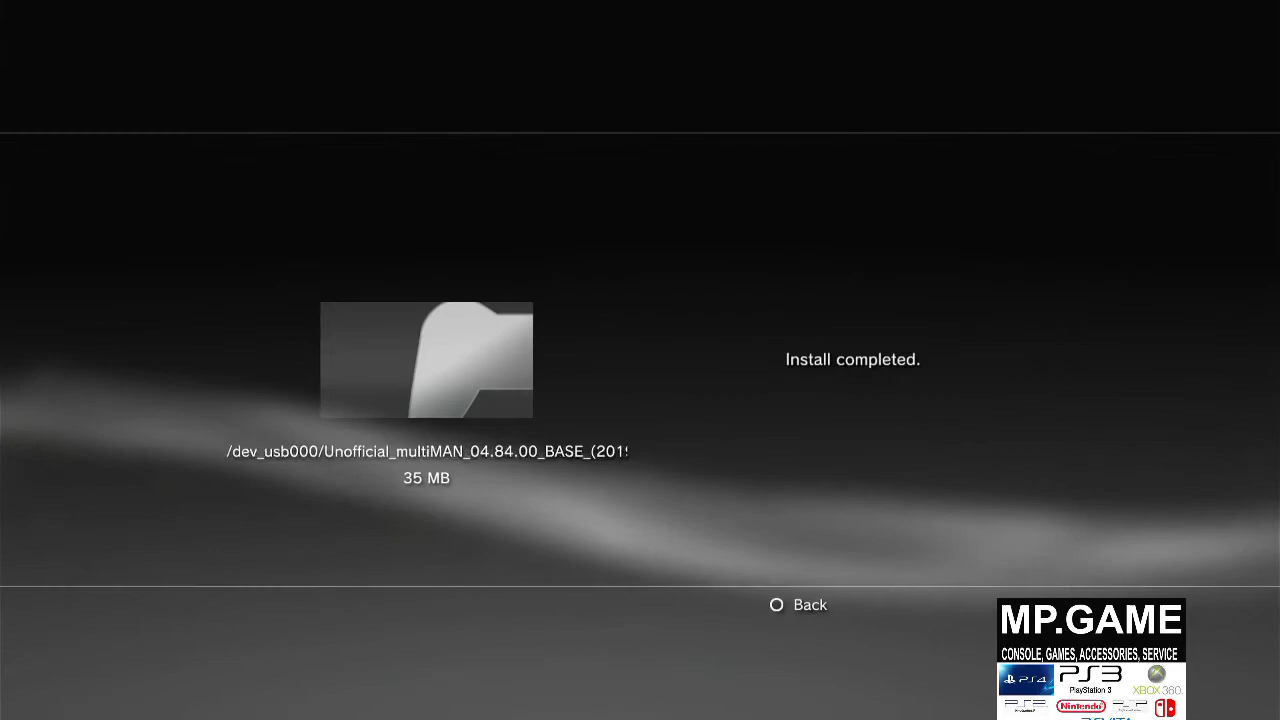 Install completed.
/dev_usb000/Unofficial_multiMAN_04.84.00_BASE_(201
35 MB
Back
MP.GAME
CONSOLE, GAMES, ACCESSORIES, SERVICE
PS4
PS3
PlayStation 3
XBOX 360.
Nintendo